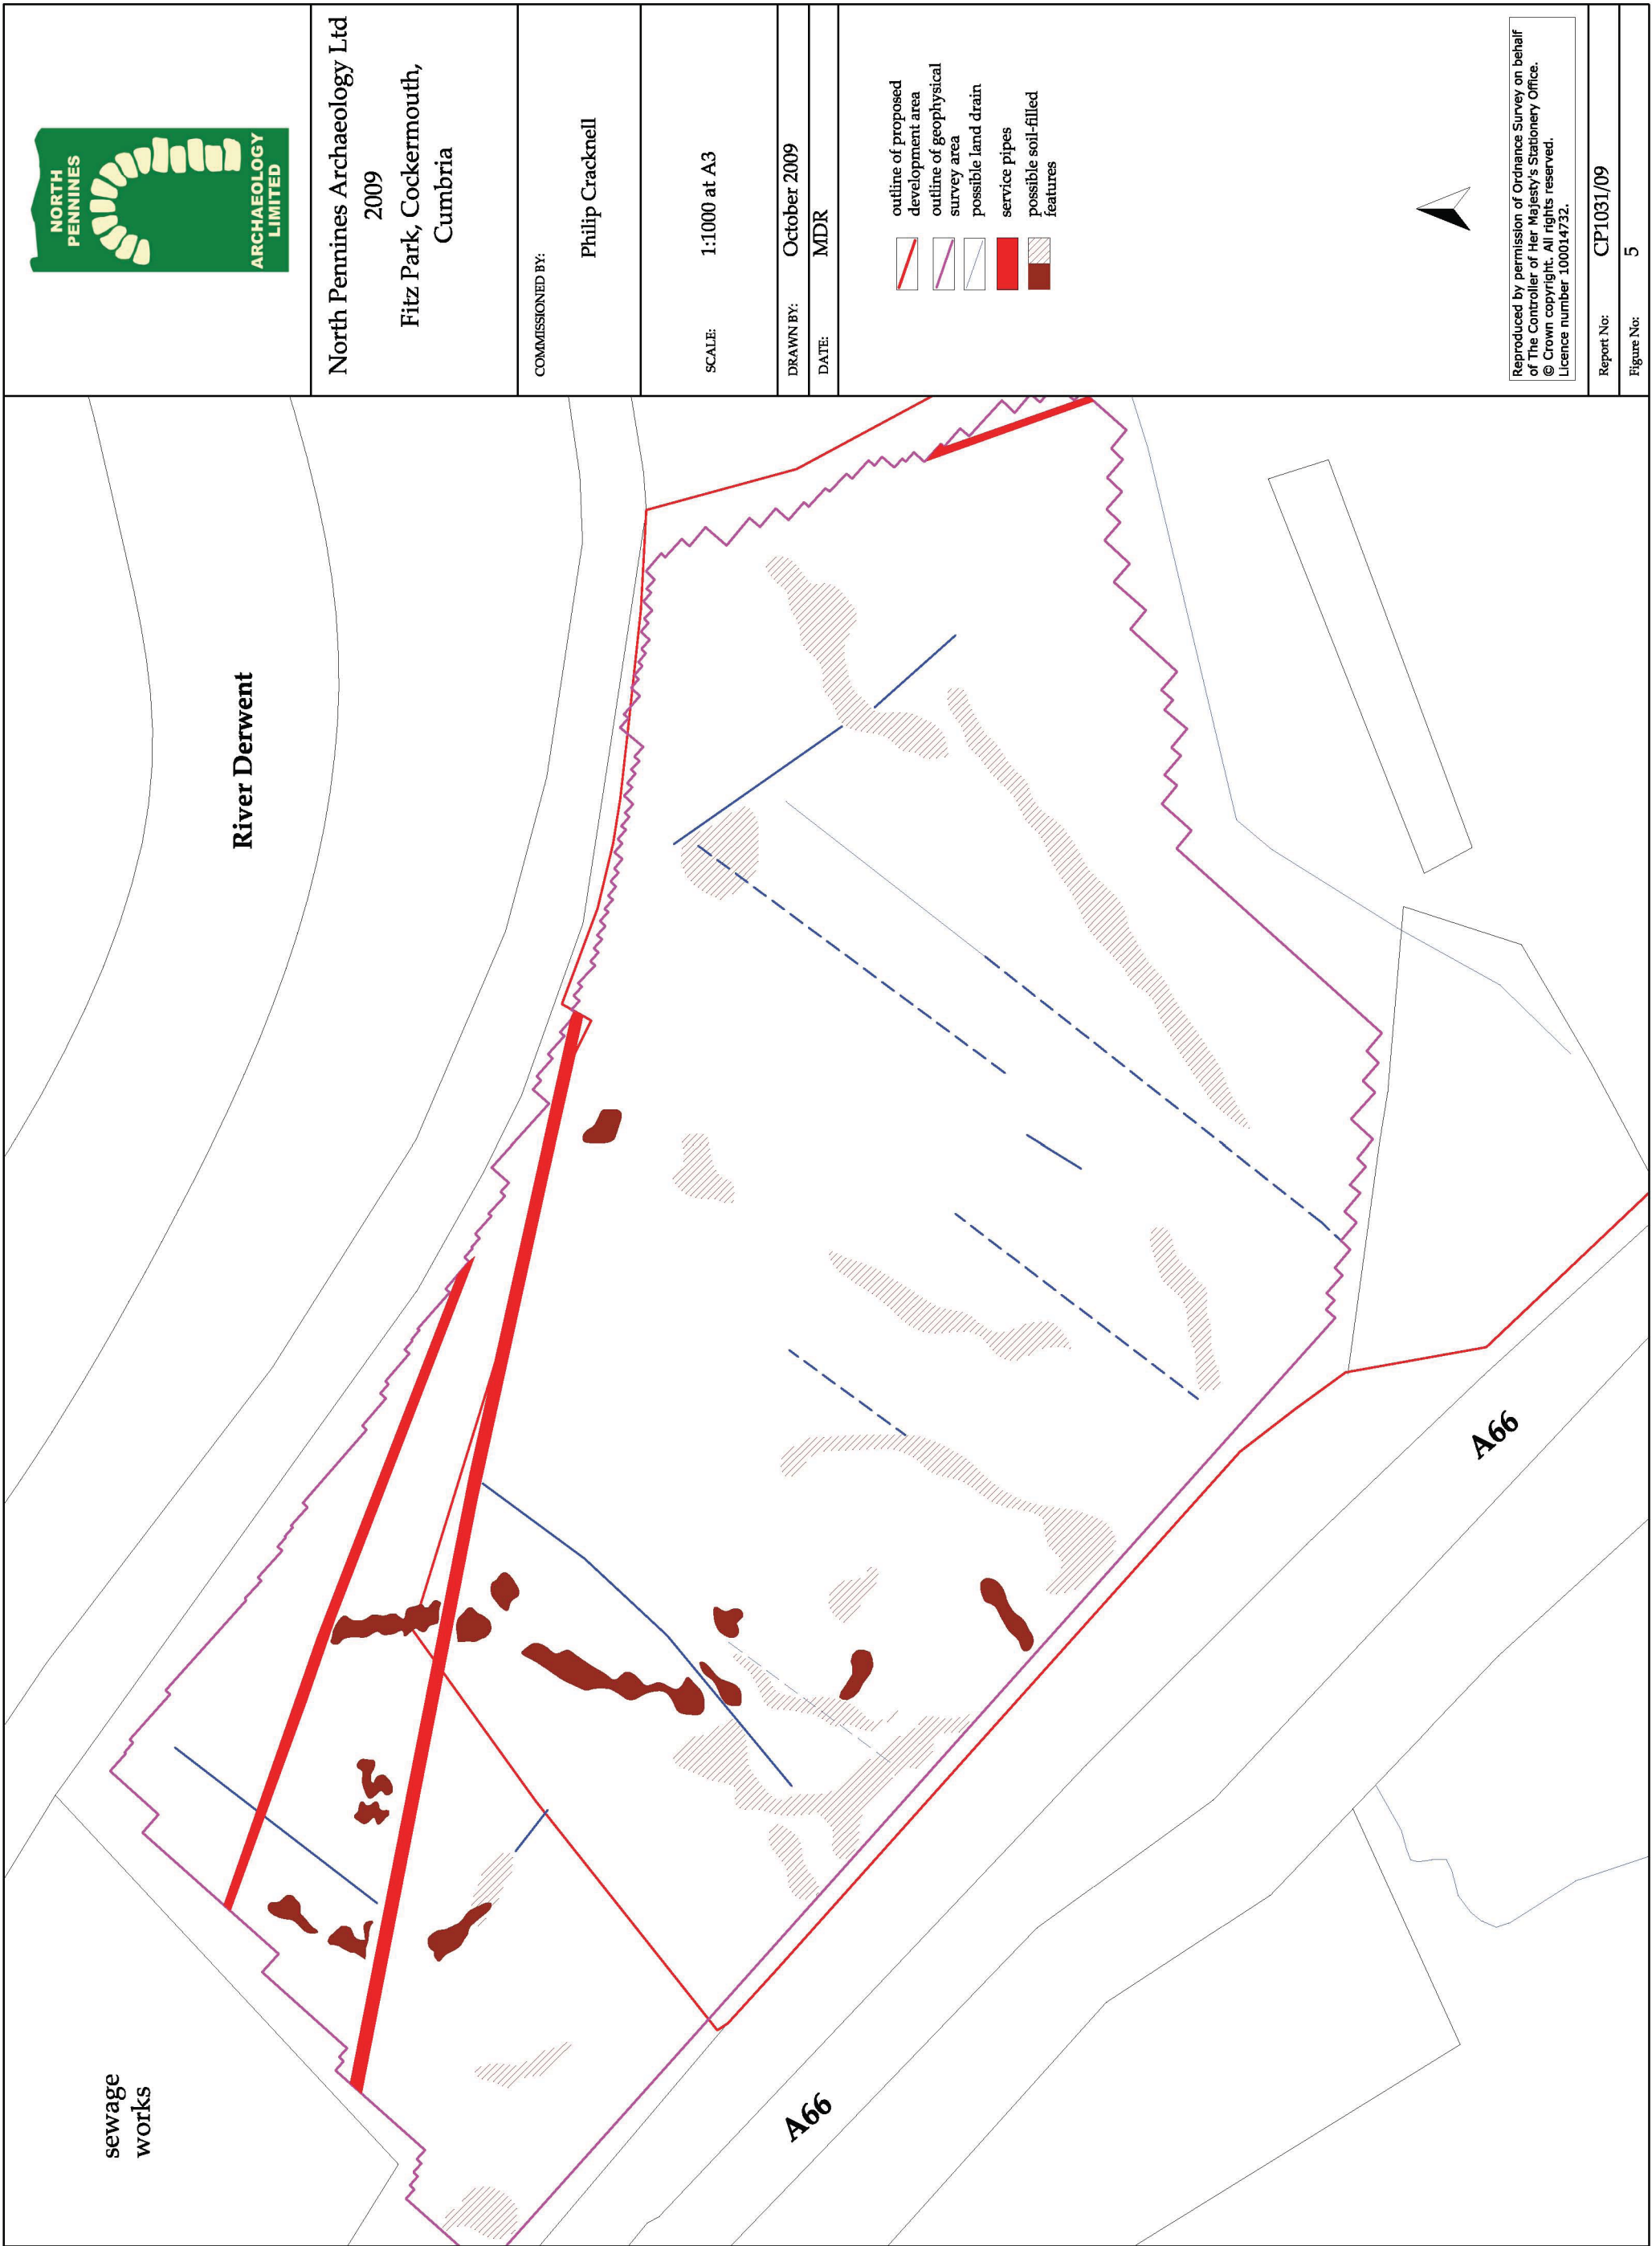 River Derwent
sewage
works
A66
A66
NORTH
PENNINES
ARCHAEOLOGY
LIMITED
North Pennines Archaeology Ltd
2009
Fitz Park, Cockermouth,
Cumbria
COMMISSIONED BY:
Philip Cracknell
SCALE:
1:1000 at A3
DRAWN BY:
October 2009
DATE:
MDR
outline of proposed
development area
outline of geophysical
survey area
possible land drain
service pipes
possible soil-filled
features
Reproduced by permission of Ordnance Survey on behalf
of The Controller of Her Majesty's Stationery Office.
© Crown copyright. All rights reserved.
Licence number 100014732.
Report No: CP1031/09
Figure No: 5